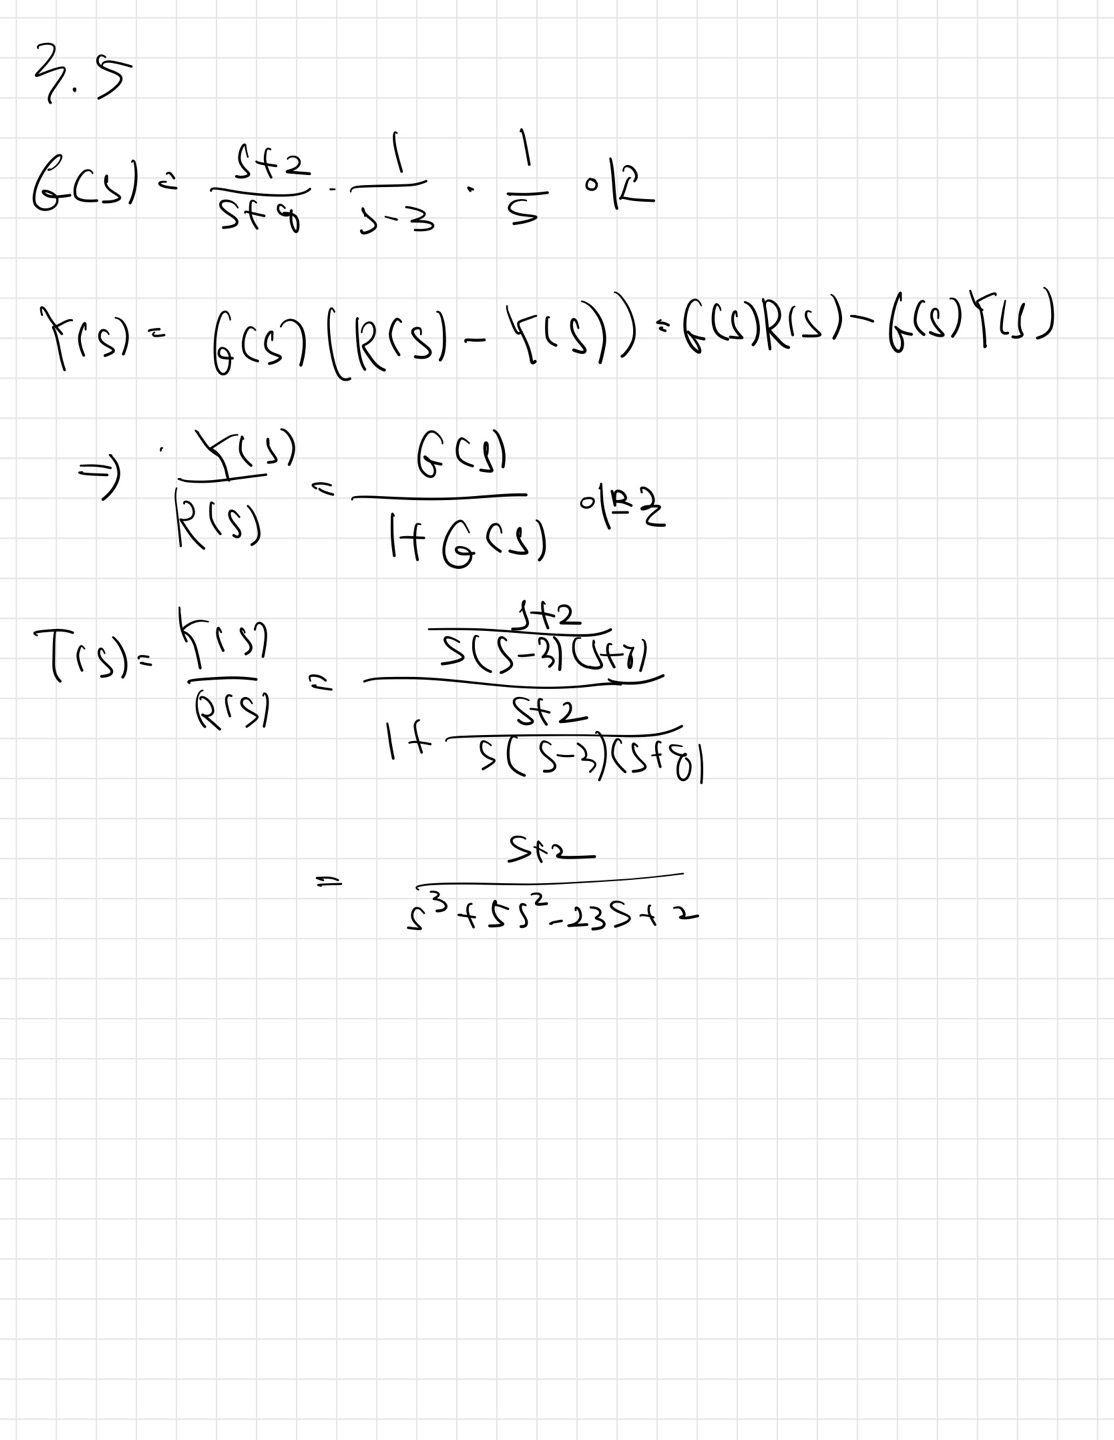 3.5
G(s) = \frac{s+2}{s+8} \cdot \frac{1}{s-3} \cdot \frac{1}{s} 이고
Y(s) = G(s)(R(s) - Y(s)) = G(s)R(s) - G(s)Y(s)
⇒ \frac{Y(s)}{R(s)} = \frac{G(s)}{1+G(s)} 이므로
T(s) = \frac{Y(s)}{R(s)} = \frac{\frac{s+2}{s(s-3)(s+8)}}{1+\frac{s+2}{s(s-3)(s+8)}}
= \frac{s+2}{s^3+5s^2-23s+2}